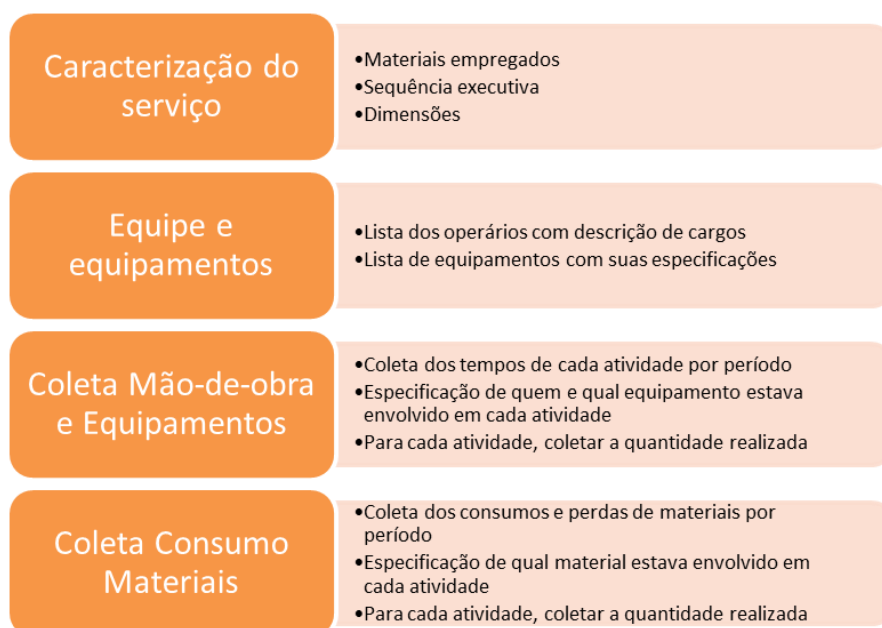 Caracterização do
serviço
•Materiais empregados
•Sequência executiva
•Dimensões
Equipe e
equipamentos
•Lista dos operários com descrição de cargos
•Lista de equipamentos com suas especificações
Coleta Mão-de-obra
e Equipamentos
•Coleta dos tempos de cada atividade por período
•Especificação de quem e qual equipamento estava
envolvido em cada atividade
•Para cada atividade, coletar a quantidade realizada
Coleta Consumo
Materiais
•Coleta dos consumos e perdas de materiais por
período
•Especificação de qual material estava envolvido em
cada atividade
•Para cada atividade, coletar a quantidade realizada